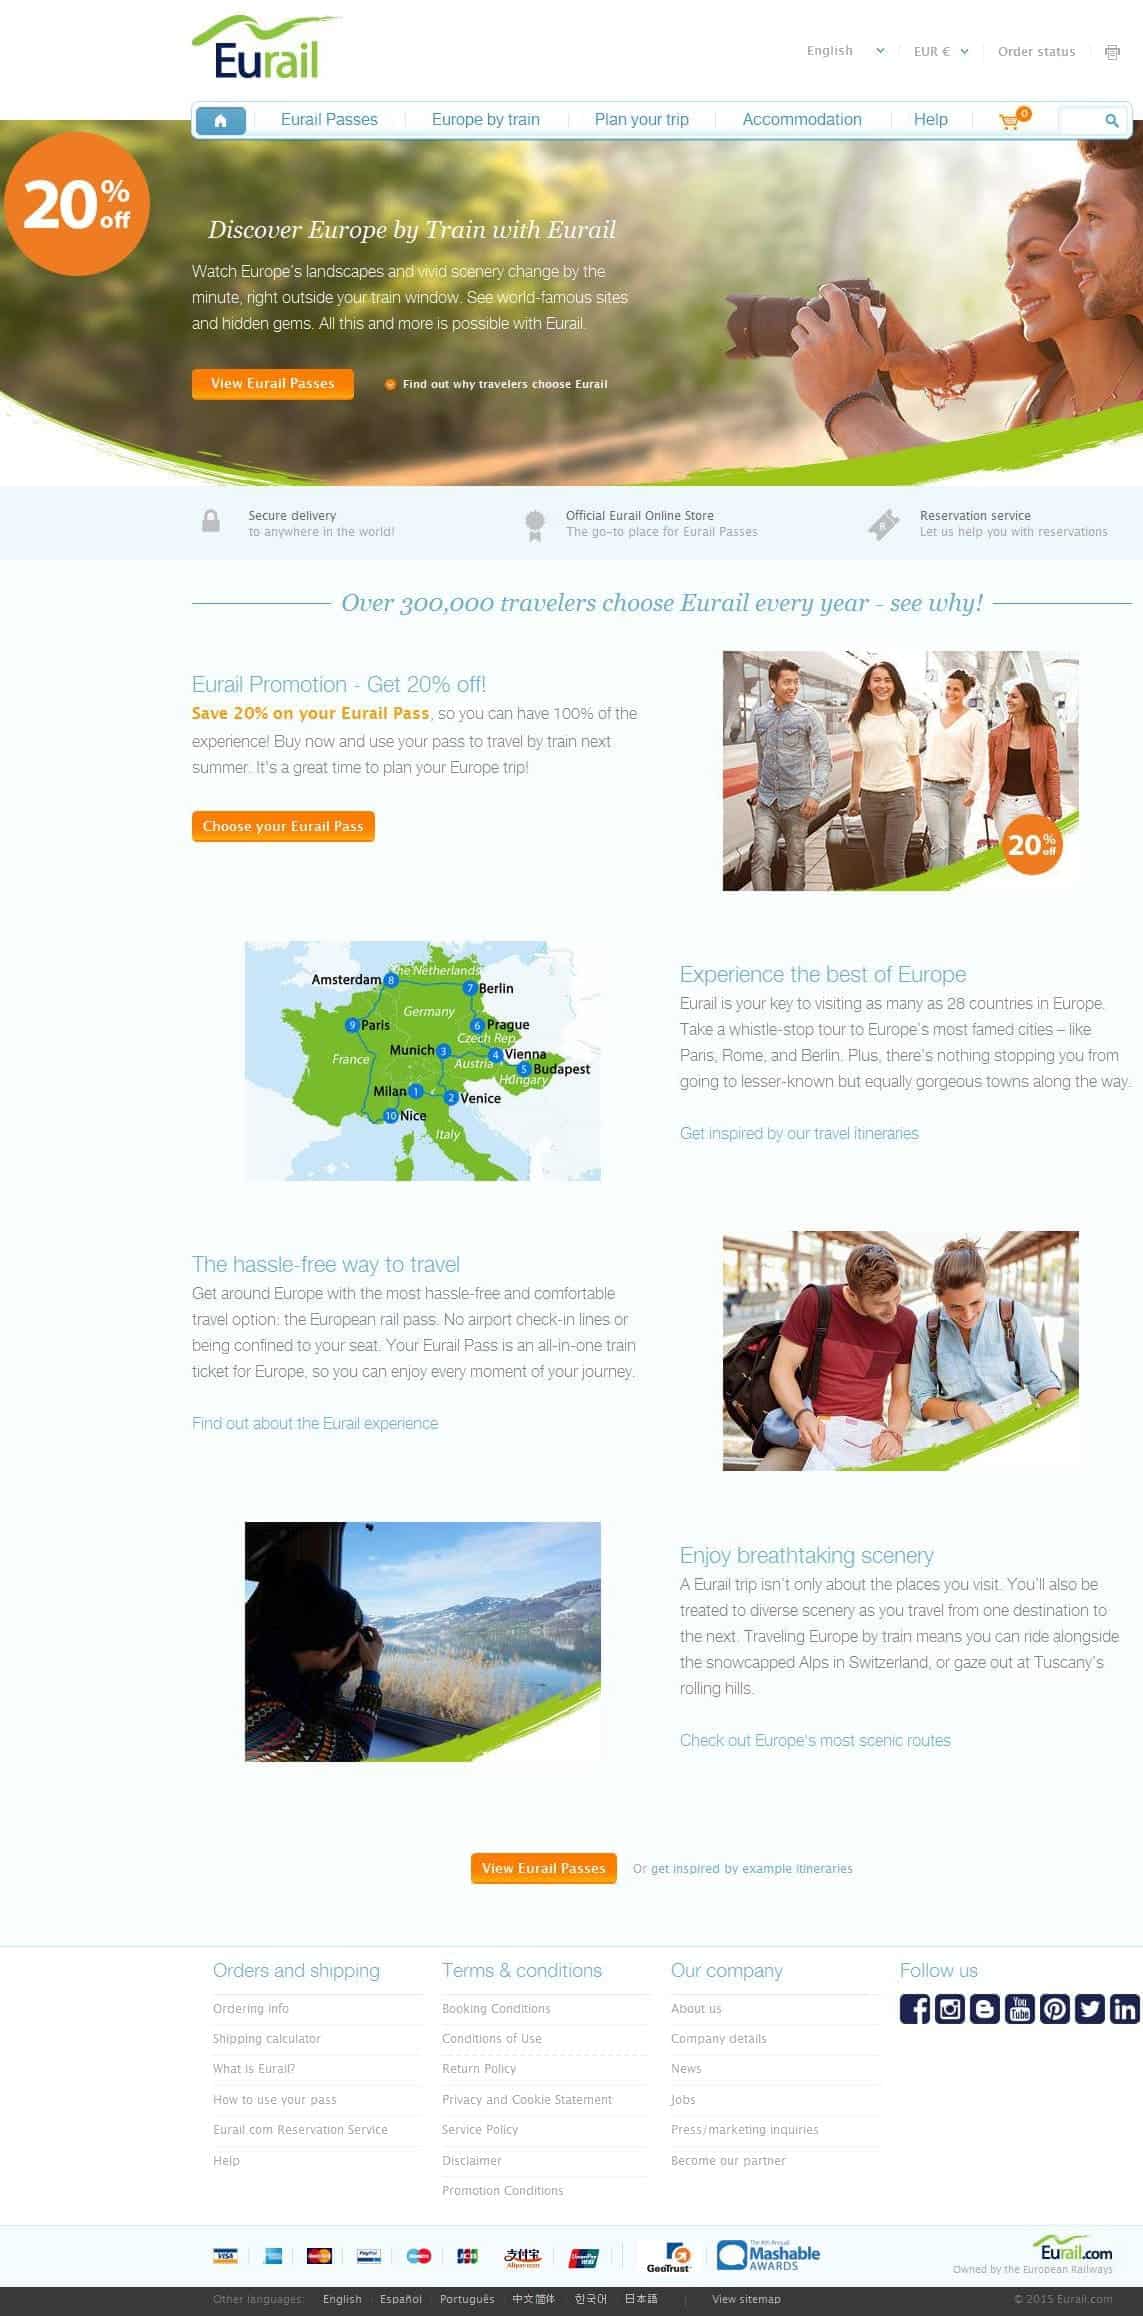 Eurail
English
EUR €
Order status
Eurail Passes
Europe by train
Plan your trip
Accommodation
Help
0
20% off
Discover Europe by Train with Eurail
Watch Europe's landscapes and vivid scenery change by the
minute, right outside your train window. See world-famous sites
and hidden gems. All this and more is possible with Eurail.
View Eurail Passes
Find out why travelers choose Eurail
Secure delivery
to anywhere in the world!
Official Eurail Online Store
The go-to place for Eurail Passes
R
Reservation service
Let us help you with reservations
Over 300,000 travelers choose Eurail every year - see why!
Eurail Promotion - Get 20% off!
Save 20% on your Eurail Pass, so you can have 100% of the
experience! Buy now and use your pass to travel by train next
summer. It's a great time to plan your Europe trip!
Choose your Eurail Pass
20% off
The Netherlands
Amsterdam 8
7 Berlin
Germany
9 Paris
6 Prague
Czech Rep.
Munich 3
4 Vienna
France
Austria
5 Budapest
Hungary
Milan 1
2 Venice
10 Nice
Italy
Experience the best of Europe
Eurail is your key to visiting as many as 28 countries in Europe.
Take a whistle-stop tour to Europe's most famed cities – like
Paris, Rome, and Berlin. Plus, there's nothing stopping you from
going to lesser-known but equally gorgeous towns along the way.
Get inspired by our travel itineraries
The hassle-free way to travel
Get around Europe with the most hassle-free and comfortable
travel option: the European rail pass. No airport check-in lines or
being confined to your seat. Your Eurail Pass is an all-in-one train
ticket for Europe, so you can enjoy every moment of your journey.
Find out about the Eurail experience
Enjoy breathtaking scenery
A Eurail trip isn't only about the places you visit. You'll also be
treated to diverse scenery as you travel from one destination to
the next. Traveling Europe by train means you can ride alongside
the snowcapped Alps in Switzerland, or gaze out at Tuscany's
rolling hills.
Check out Europe's most scenic routes
View Eurail Passes
Or get inspired by example itineraries
Orders and shipping
Ordering info
Shipping calculator
What is Eurail?
How to use your pass
Eurail.com Reservation Service
Help
Terms & conditions
Booking Conditions
Conditions of Use
Return Policy
Privacy and Cookie Statement
Service Policy
Disclaimer
Promotion Conditions
Our company
About us
Company details
News
Jobs
Press/marketing inquiries
Become our partner
Follow us
You Tube
VISA
PayPal
JCB
支付宝
Alipay.com
UnionPay
GeoTrust
Mashable
AWARDS
Eurail.com
Owned by the European Railways
Other languages:
English
Español
Português
中文简体
한국어
日本語
View sitemap
© 2015 Eurail.com